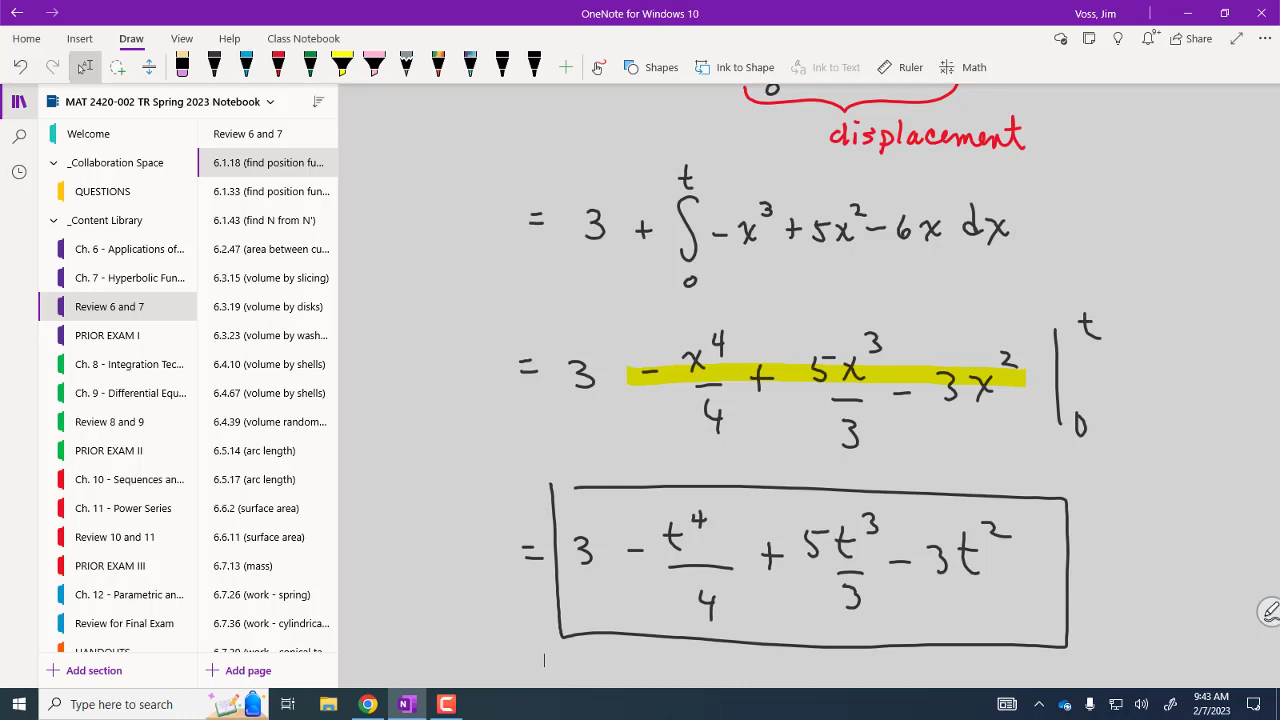 OneNote for Windows 10
Voss, Jim
Home Insert Draw View Help Class Notebook
Share
Shapes Ink to Shape Ink to Text Ruler Math
MAT 2420-002 TR Spring 2023 Notebook
Welcome
_Collaboration Space
QUESTIONS
_Content Library
Ch. 6 - Applications of...
Ch. 7 - Hyperbolic Fun...
Review 6 and 7
PRIOR EXAM I
Ch. 8 - Integration Tec...
Ch. 9 - Differential Equ...
Review 8 and 9
PRIOR EXAM II
Ch. 10 - Sequences an...
Ch. 11 - Power Series
Review 10 and 11
PRIOR EXAM III
Ch. 12 - Parametric an...
Review for Final Exam
HANDOUTS
Add section
Review 6 and 7
6.1.18 (find position fu...
6.1.33 (find position fun...
6.1.43 (find N from N')
6.2.47 (area between cu...
6.3.15 (volume by slicing)
6.3.19 (volume by disks)
6.3.23 (volume by wash...
6.4.10 (volume by shells)
6.4.67 (volume by shells)
6.4.39 (volume random...
6.5.14 (arc length)
6.5.17 (arc length)
6.6.2 (surface area)
6.6.11 (surface area)
6.7.13 (mass)
6.7.26 (work - spring)
6.7.36 (work - cylindrica...
Add page
0
displacement
= 3 + ∫₀ᵗ -x³ + 5x² - 6x dx
= 3 - x⁴/4 + 5x³/3 - 3x² |₀ᵗ
= 3 - t⁴/4 + 5t³/3 - 3t²
Type here to search
9:43 AM
2/7/2023